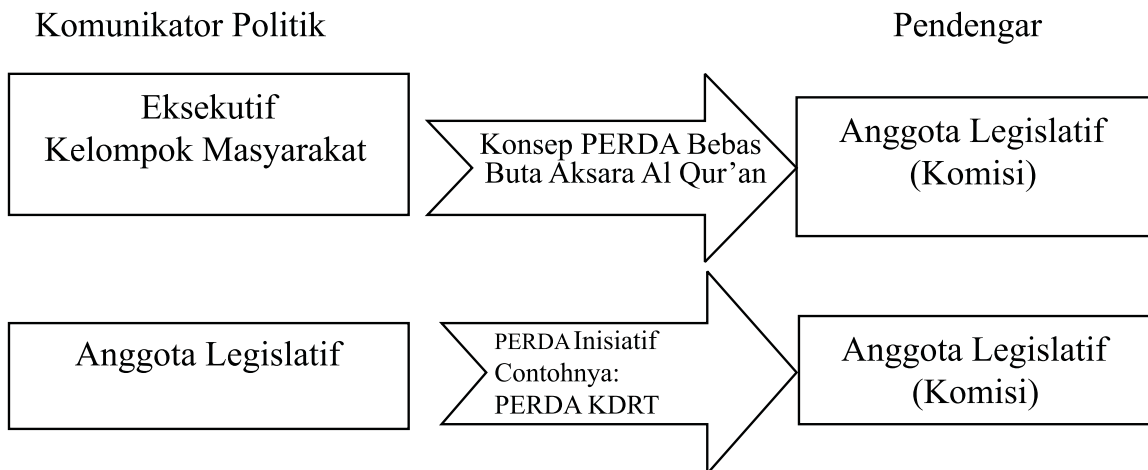 Komunikator Politik
Pendengar
Eksekutif
Kelompok Masyarakat
Konsep PERDA Bebas
Buta Aksara Al Qur’an
Anggota Legislatif
(Komisi)
Anggota Legislatif
PERDA Inisiatif
Contohnya:
PERDA KDRT
Anggota Legislatif
(Komisi)